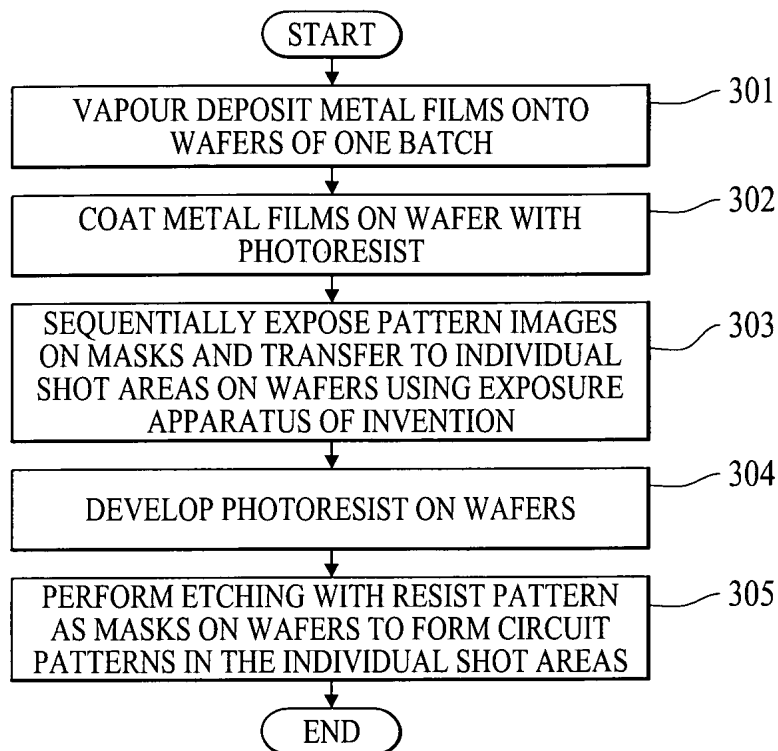 START
VAPOUR DEPOSIT METAL FILMS ONTO
WAFERS OF ONE BATCH
301
COAT METAL FILMS ON WAFER WITH
PHOTORESIST
302
SEQUENTIALLY EXPOSE PATTERN IMAGES
ON MASKS AND TRANSFER TO INDIVIDUAL
SHOT AREAS ON WAFERS USING EXPOSURE
APPARATUS OF INVENTION
303
DEVELOP PHOTORESIST ON WAFERS
304
PERFORM ETCHING WITH RESIST PATTERN
AS MASKS ON WAFERS TO FORM CIRCUIT
PATTERNS IN THE INDIVIDUAL SHOT AREAS
305
END